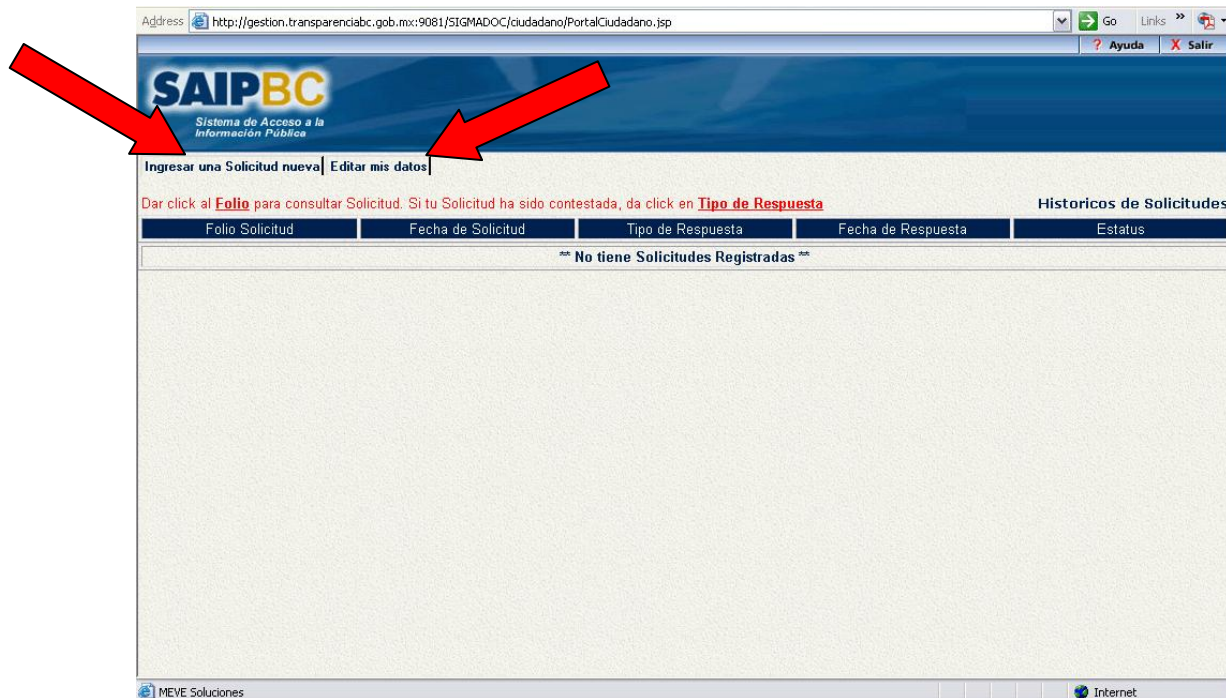 Address http://gestion.transparenciabc.gob.mx:9081/SIGMADOC/ciudadano/PortalCiudadano.jsp Go Links »
? Ayuda X Salir
SAIPBC
Sistema de Acceso a la
Información Pública
Ingresar una Solicitud nueva Editar mis datos
Dar click al Folio para consultar Solicitud. Si tu Solicitud ha sido contestada, da click en Tipo de Respuesta Historicos de Solicitudes
Folio Solicitud Fecha de Solicitud Tipo de Respuesta Fecha de Respuesta Estatus
** No tiene Solicitudes Registradas **
MEVE Soluciones Internet